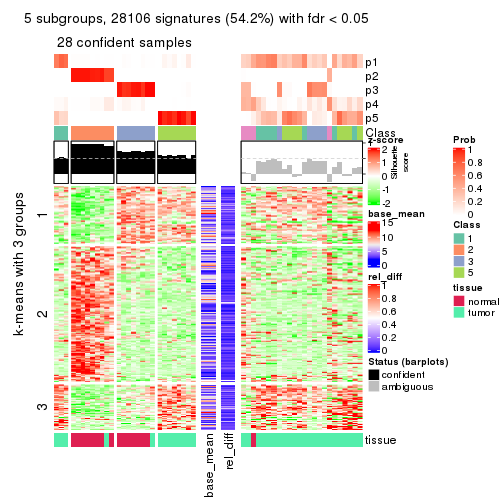 5 subgroups, 28106 signatures (54.2%) with fdr < 0.05
28 confident samples
p1
p2
p3
p4
p5
Class
1
2
3
k-means with 3 groups
z-score
2
1
0
-1
-2
Silhouette
score
1
0
base_mean
15
10
5
0
rel_diff
1
0.8
0.6
0.4
0.2
0
Status (barplots)
confident
ambiguous
Prob
1
0.8
0.6
0.4
0.2
0
Class
1
2
3
5
tissue
normal
tumor
tissue
base_mean
rel_diff